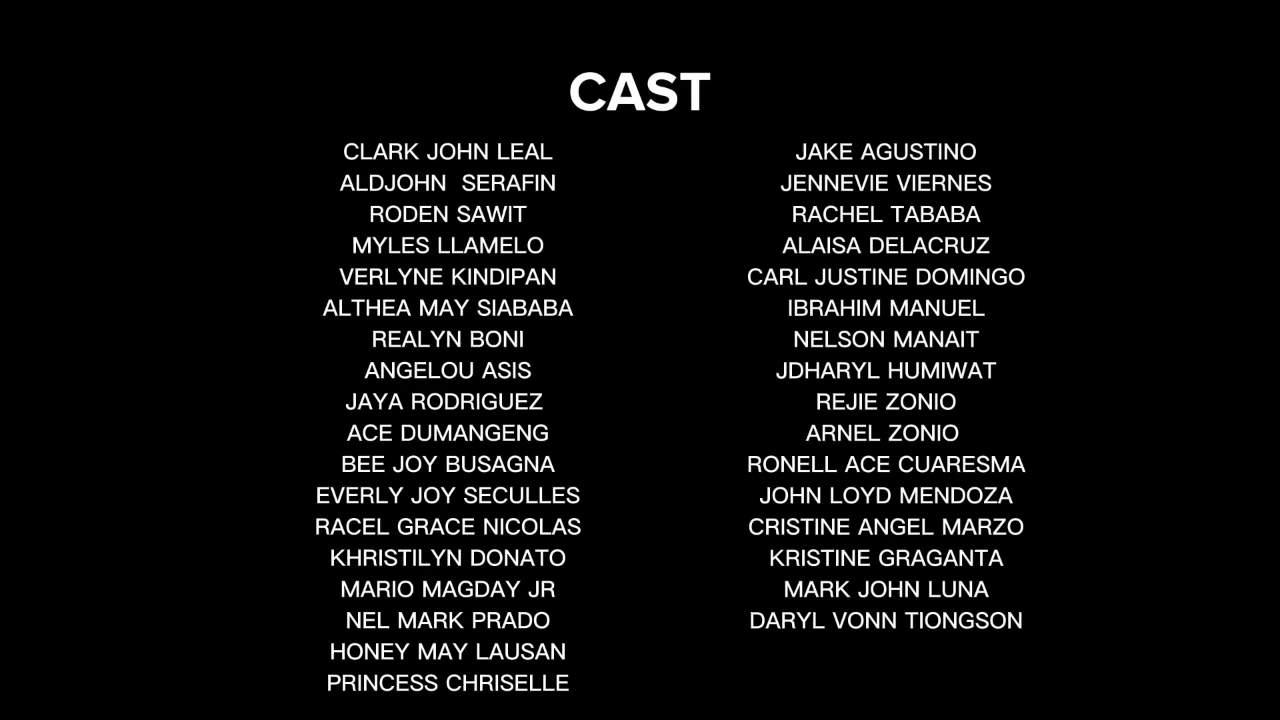 CAST
CLARK JOHN LEAL
ALDJOHN  SERAFIN
RODEN SAWIT
MYLES LLAMELO
VERLYNE KINDIPAN
ALTHEA MAY SIABABA
REALYN BONI
ANGELOU ASIS
JAYA RODRIGUEZ
ACE DUMANGENG
BEE JOY BUSAGNA
EVERLY JOY SECULLES
RACEL GRACE NICOLAS
KHRISTILYN DONATO
MARIO MAGDAY JR
NEL MARK PRADO
HONEY MAY LAUSAN
PRINCESS CHRISELLE
JAKE AGUSTINO
JENNEVIE VIERNES
RACHEL TABABA
ALAISA DELACRUZ
CARL JUSTINE DOMINGO
IBRAHIM MANUEL
NELSON MANAIT
JDHARYL HUMIWAT
REJIE ZONIO
ARNEL ZONIO
RONELL ACE CUARESMA
JOHN LOYD MENDOZA
CRISTINE ANGEL MARZO
KRISTINE GRAGANTA
MARK JOHN LUNA
DARYL VONN TIONGSON